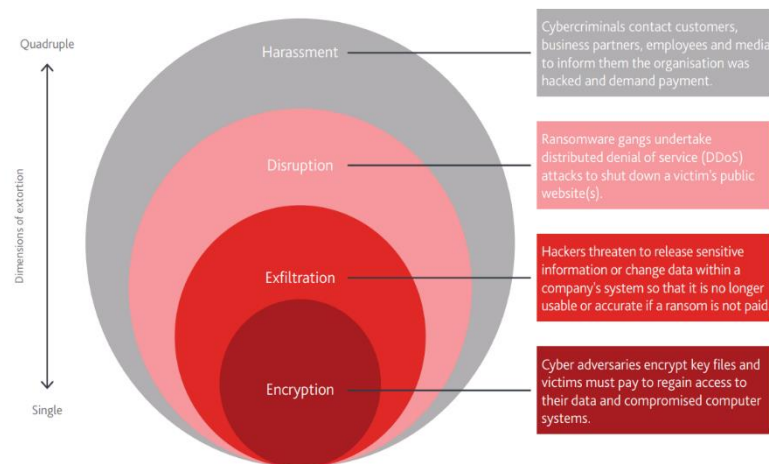 Quadruple
Dimensions of extortion
Single
Harassment
Disruption
Exfiltration
Encryption
Cybercriminals contact customers,
business partners, employees and media
to inform them the organisation was
hacked and demand payment.
Ransomware gangs undertake
distributed denial of service (DDoS)
attacks to shut down a victim's public
website(s).
Hackers threaten to release sensitive
information or change data within a
company's system so that it is no longer
usable or accurate if a ransom is not paid
Cyber adversaries encrypt key files and
victims must pay to regain access to
their data and compromised computer
systems.